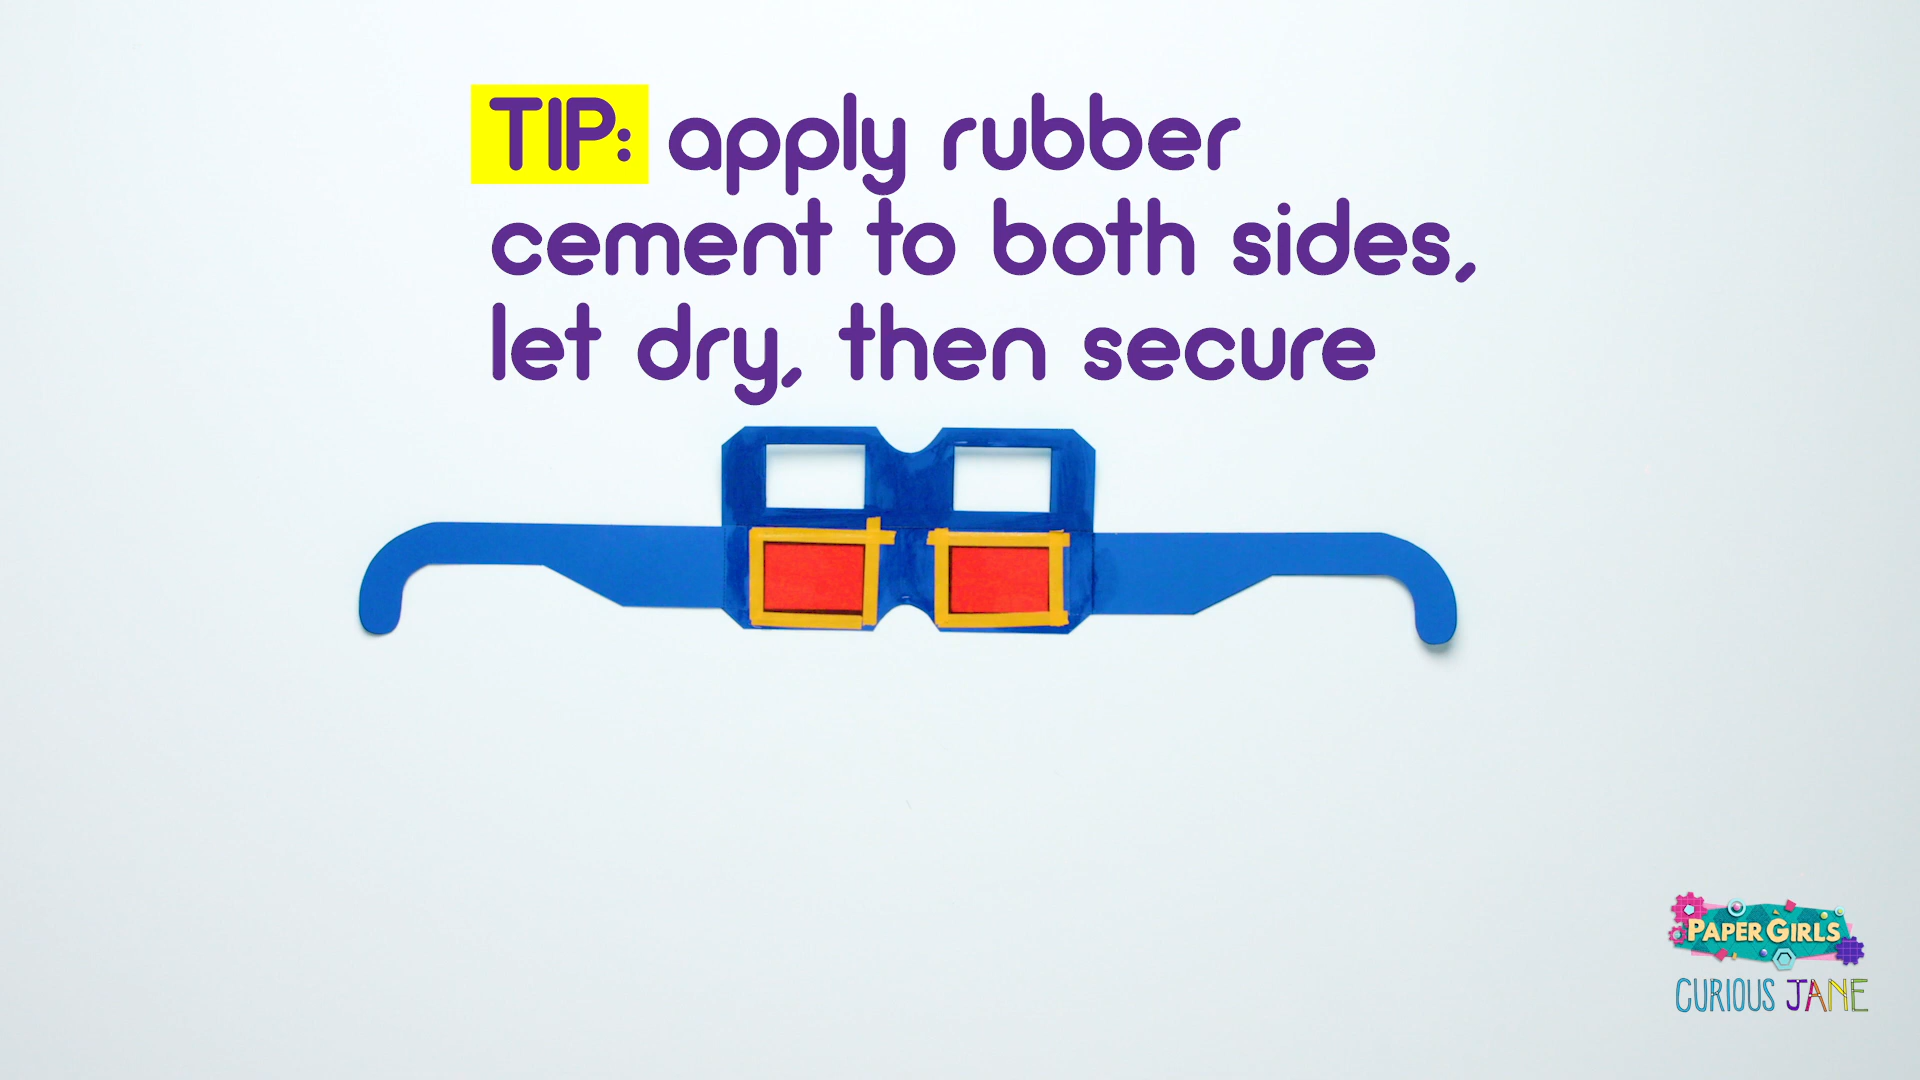 TIP: apply rubber
cement to both sides,
let dry, then secure
PAPER GIRLS
CURIOUS JANE